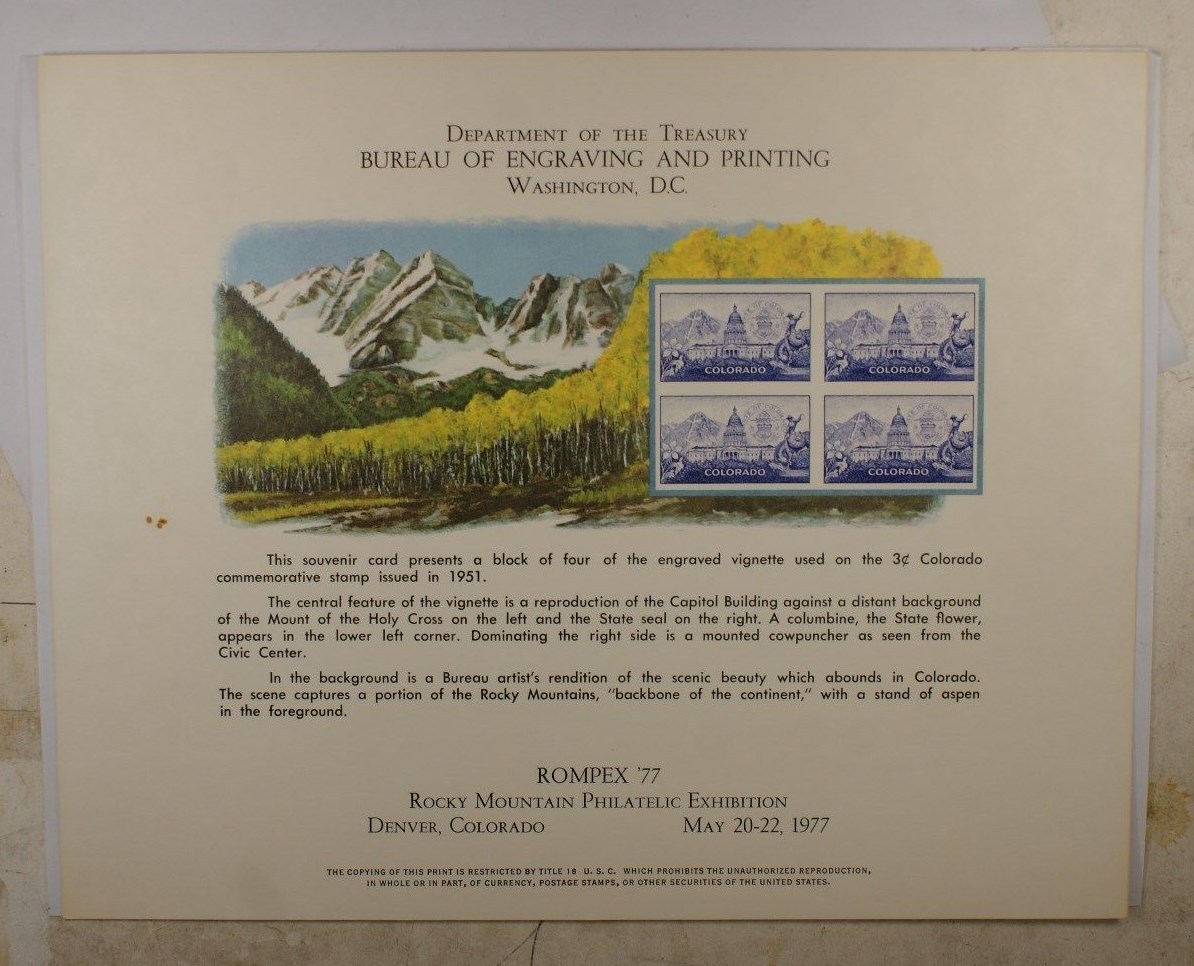 DEPARTMENT OF THE TREASURY
BUREAU OF ENGRAVING AND PRINTING
WASHINGTON, D.C.
COLORADO
COLORADO
COLORADO
COLORADO
This souvenir card presents a block of four of the engraved vignette used on the 3¢ Colorado
commemorative stamp issued in 1951.
The central feature of the vignette is a reproduction of the Capitol Building against a distant background
of the Mount of the Holy Cross on the left and the State seal on the right. A columbine, the State flower,
appears in the lower left corner. Dominating the right side is a mounted cowpuncher as seen from the
Civic Center.
In the background is a Bureau artist's rendition of the scenic beauty which abounds in Colorado.
The scene captures a portion of the Rocky Mountains, "backbone of the continent," with a stand of aspen
in the foreground.
ROMPEX '77
ROCKY MOUNTAIN PHILATELIC EXHIBITION
DENVER, COLORADO MAY 20-22, 1977
THE COPYING OF THIS PRINT IS RESTRICTED BY TITLE 18 U. S. C. WHICH PROHIBITS THE UNAUTHORIZED REPRODUCTION,
IN WHOLE OR IN PART, OF CURRENCY, POSTAGE STAMPS, OR OTHER SECURITIES OF THE UNITED STATES.